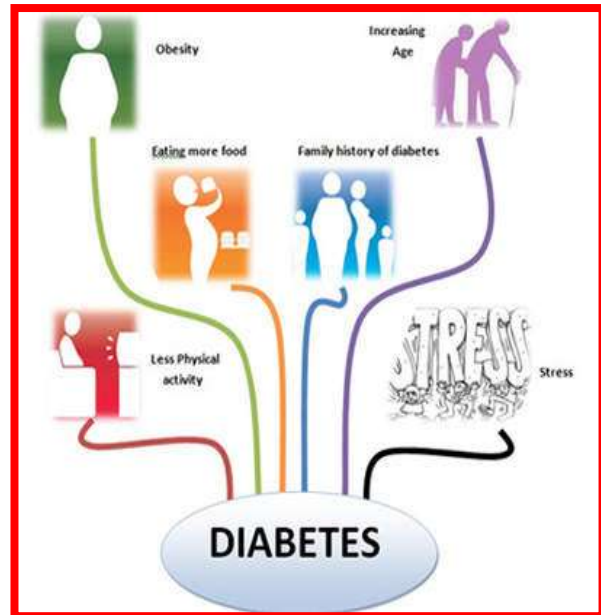 Obesity
Increasing
Age
Eating more food
Family history of diabetes
Less Physical
activity
STRESS
Stress
DIABETES